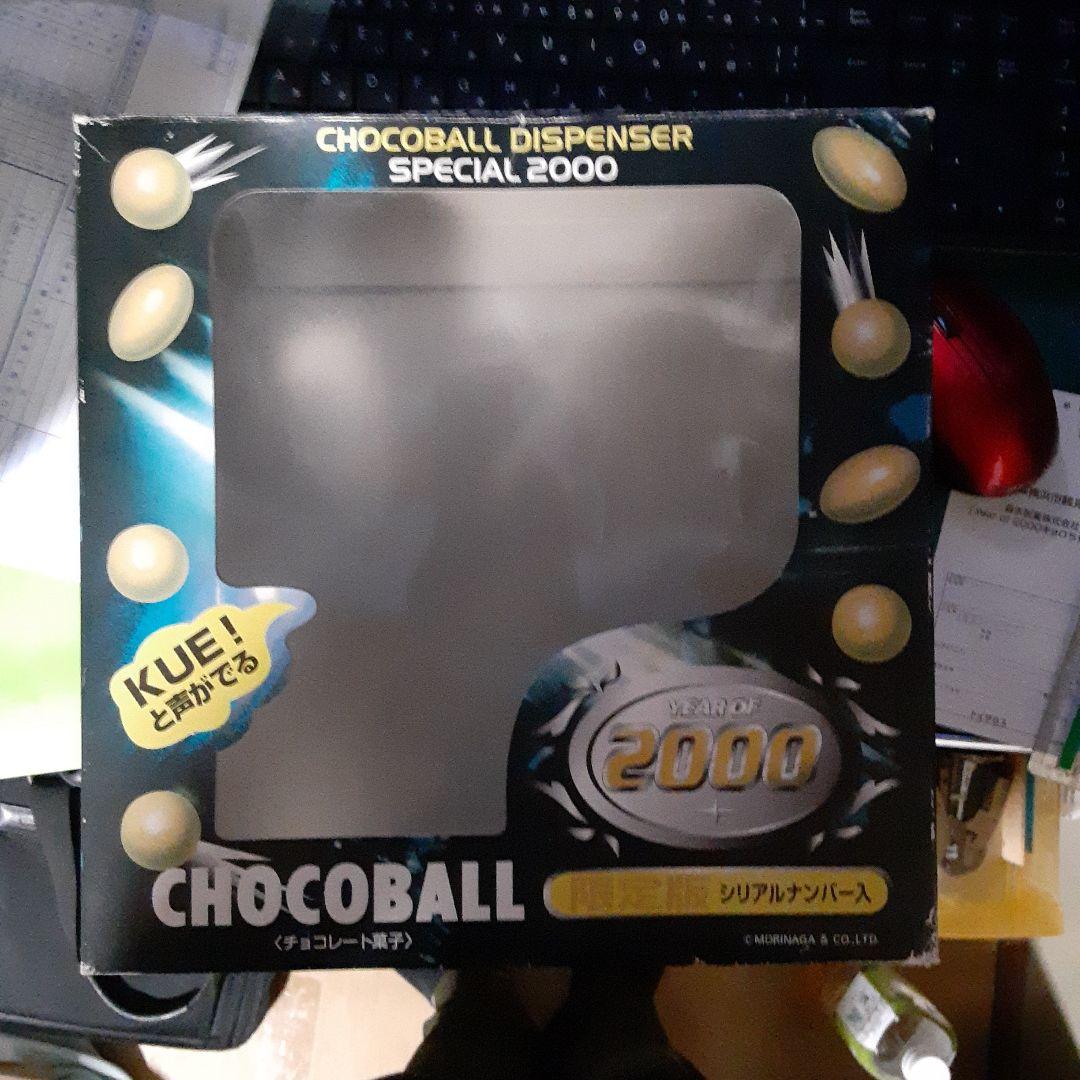 CHOCOBALL DISPENSER
SPECIAL 2000
KUE!
と声がでる
YEAR OF
2000
CHOCOBALL
〈チョコレート菓子〉
限定版 シリアルナンバー入
©MORINAGA & CO.,LTD.